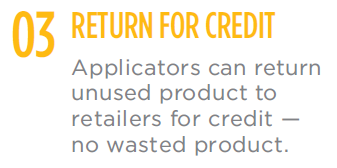 03 RETURN FOR CREDIT
Applicators can return
unused product to
retailers for credit —
no wasted product.